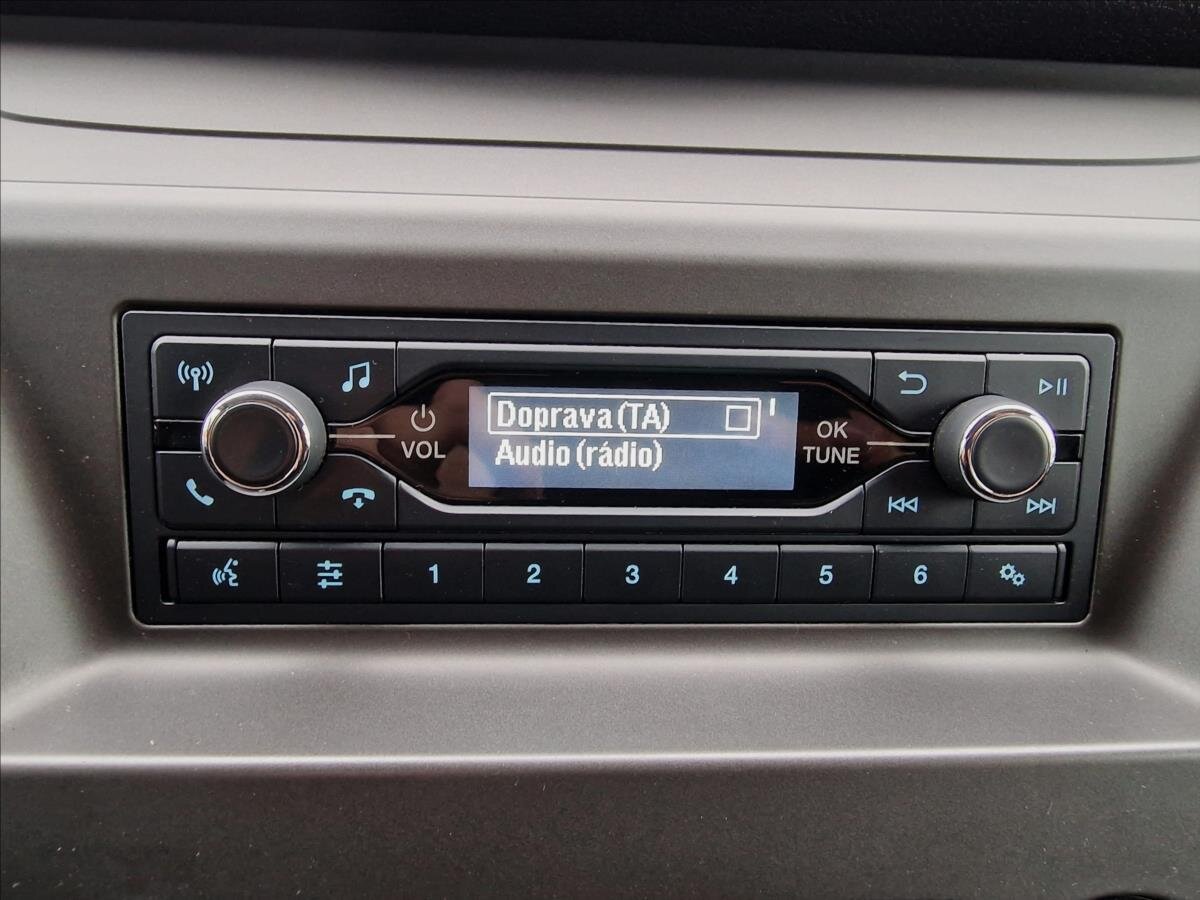 VOL
Doprava (TA)
Audio (rádio)
OK
TUNE
1 2 3 4 5 6